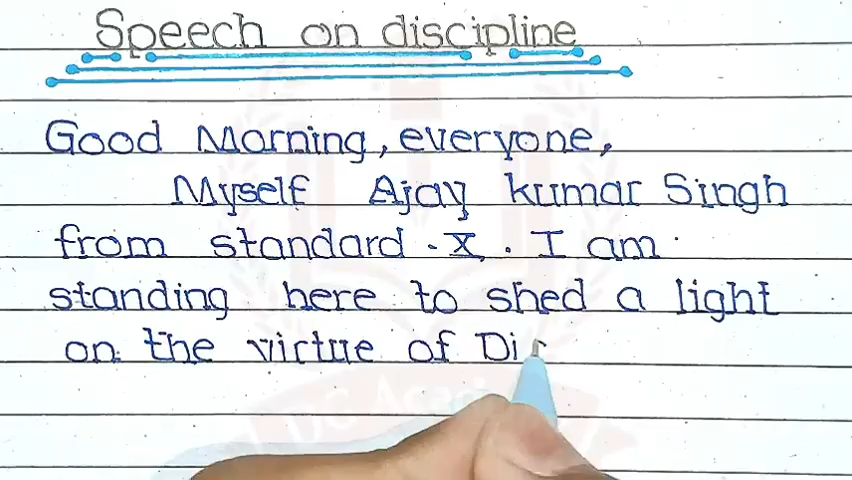 Speech on discipline
Good Morning, everyone,
Myself Ajay kumar Singh
from standard .X. I am
standing here to shed a light
on the virtue of Di